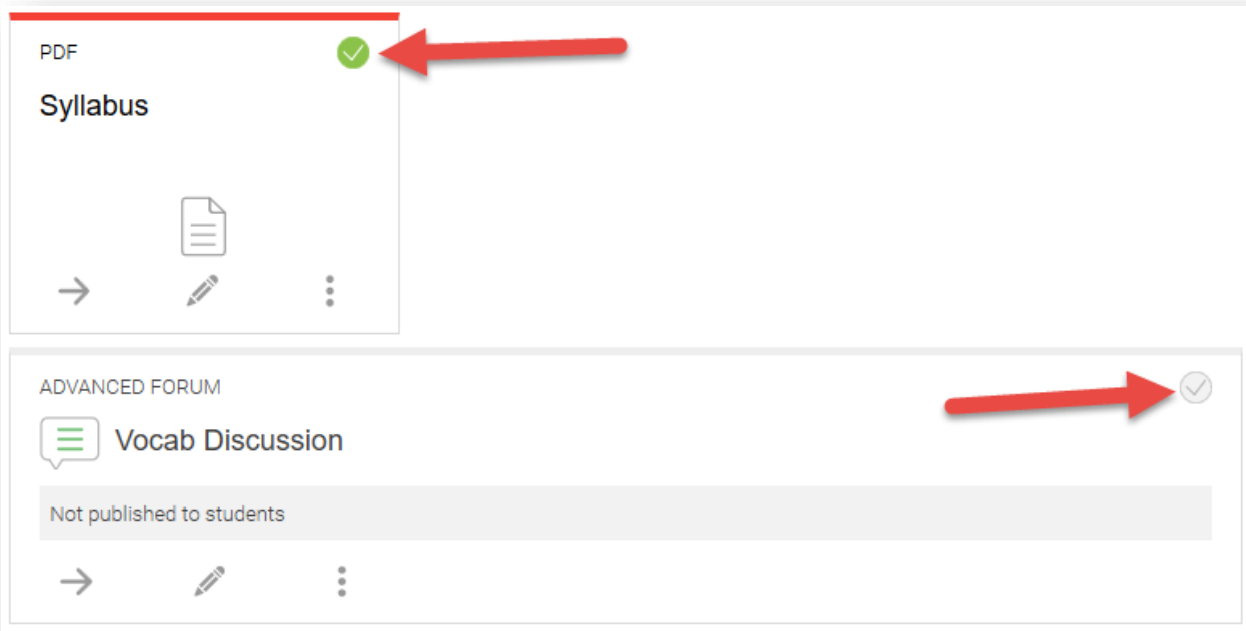 PDF
Syllabus
ADVANCED FORUM
Vocab Discussion
Not published to students